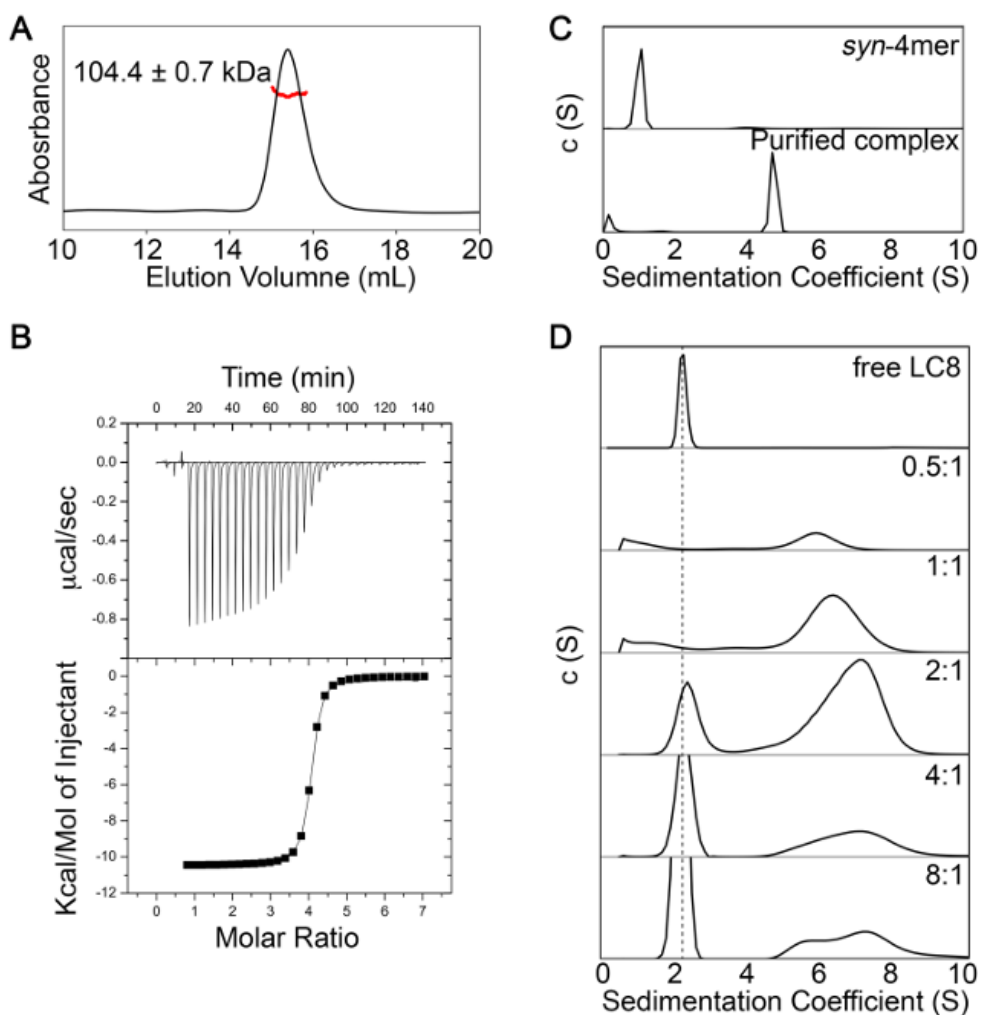 A
104.4 ± 0.7 kDa
Abosrbance
10 12 14 16 18 20
Elution Volumne (mL)
B
Time (min)
0 20 40 60 80 100 120 140
0.2
0.0
-0.2
-0.4
-0.6
-0.8
µcal/sec
0
-2
-4
-6
-8
-10
-12
Kcal/Mol of Injectant
0 1 2 3 4 5 6 7
Molar Ratio
C
syn-4mer
Purified complex
c (S)
0 2 4 6 8 10
Sedimentation Coefficient (S)
D
free LC8
0.5:1
1:1
2:1
4:1
8:1
c (S)
0 2 4 6 8 10
Sedimentation Coefficient (S)